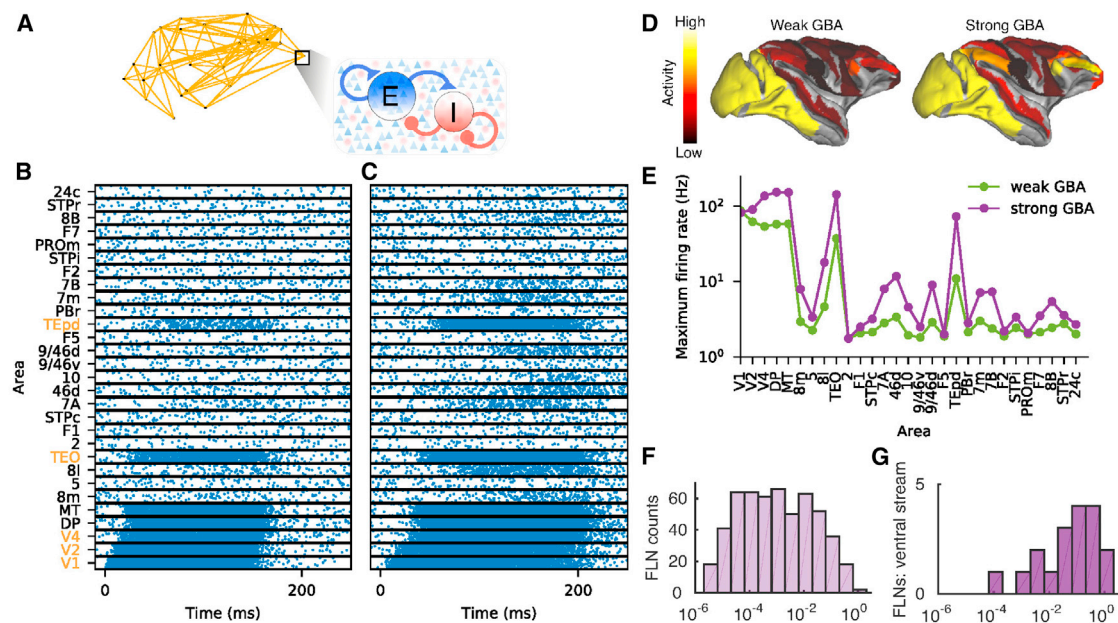 A
E
I
B
24c
STPr
8B
F7
PROm
STPi
F2
7B
7m
PBr
TEpd
F5
9/46d
9/46v
10
46d
7A
STPc
F1
2
TEO
8l
5
8m
MT
DP
V4
V2
V1
Area
0 200
Time (ms)
C
0 200
Time (ms)
D
High
Activity
Low
Weak GBA
Strong GBA
E
Maximum firing rate (Hz)
10²
10¹
10⁰
weak GBA
strong GBA
V1 V2 V4 DP MT 8m 5 8l TEO 2 F1 STPc 7A 46d 10 9/46v 9/46d F5 TEpd PBr 7m 7B F2 STPi PROm F7 8B STPr 24c
Area
F
FLN counts
60
40
20
0
10⁻⁶ 10⁻⁴ 10⁻² 10⁰
G
FLNs: ventral stream
5
0
10⁻⁶ 10⁻⁴ 10⁻² 10⁰